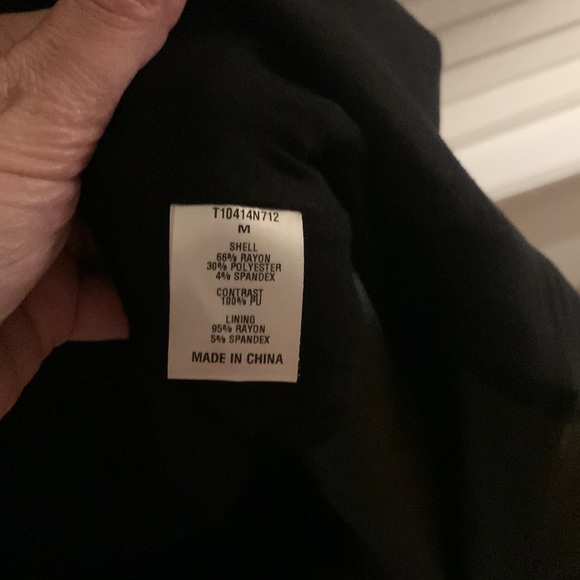 T10414N712
M
SHELL
66% RAYON
30% POLYESTER
4% SPANDEX
CONTRAST
100% PU
LINING
95% RAYON
5% SPANDEX
MADE IN CHINA